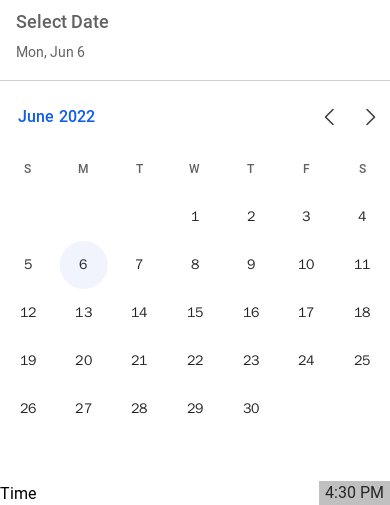 Select Date
Mon, Jun 6
June 2022
S M T W T F S
1 2 3 4
5 6 7 8 9 10 11
12 13 14 15 16 17 18
19 20 21 22 23 24 25
26 27 28 29 30
Time 4:30 PM